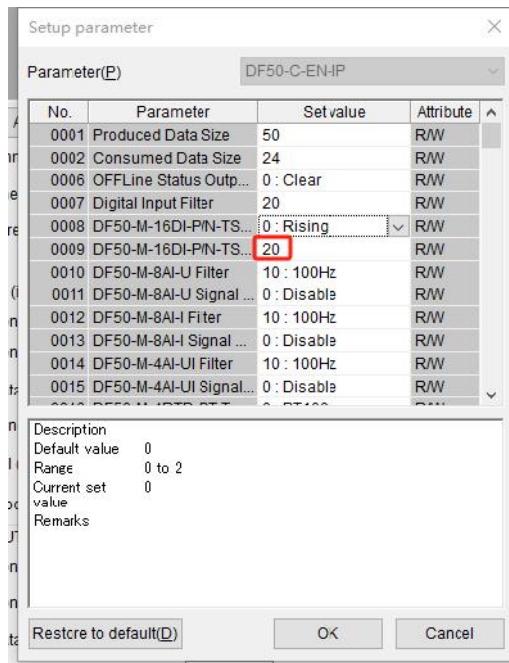 Setup parameter
Parameter(P) DF50-C-EN-IP
No. Parameter Set value Attribute
0001 Produced Data Size 50 R/W
0002 Consumed Data Size 24 R/W
0006 OFFLine Status Outp... 0 : Clear R/W
0007 Digital Input Filter 20 R/W
0008 DF50-M-16DI-P/N-TS... 0 : Rising R/W
0009 DF50-M-16DI-P/N-TS... 20 R/W
0010 DF50-M-8AI-U Filter 10 : 100Hz R/W
0011 DF50-M-8AI-U Signal ... 0 : Disable R/W
0012 DF50-M-8AI-I Filter 10 : 100Hz R/W
0013 DF50-M-8AI-I Signal ... 0 : Disable R/W
0014 DF50-M-4AI-UI Filter 10 : 100Hz R/W
0015 DF50-M-4AI-UI Signal... 0 : Disable R/W
Description
Default value 0
Range 0 to 2
Current set 0
value
Remarks
Restore to default(D) OK Cancel